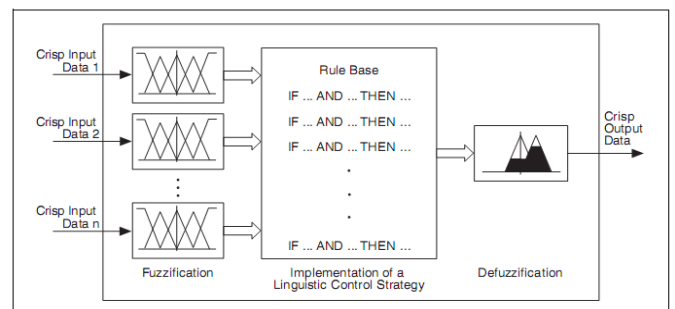 Crisp Input
Data 1
Crisp Input
Data 2
Crisp Input
Data n
Rule Base
IF ... AND ... THEN ...
IF ... AND ... THEN ...
IF ... AND ... THEN ...
IF ... AND ... THEN ...
Crisp
Output
Data
Fuzzification
Implementation of a
Linguistic Control Strategy
Defuzzification